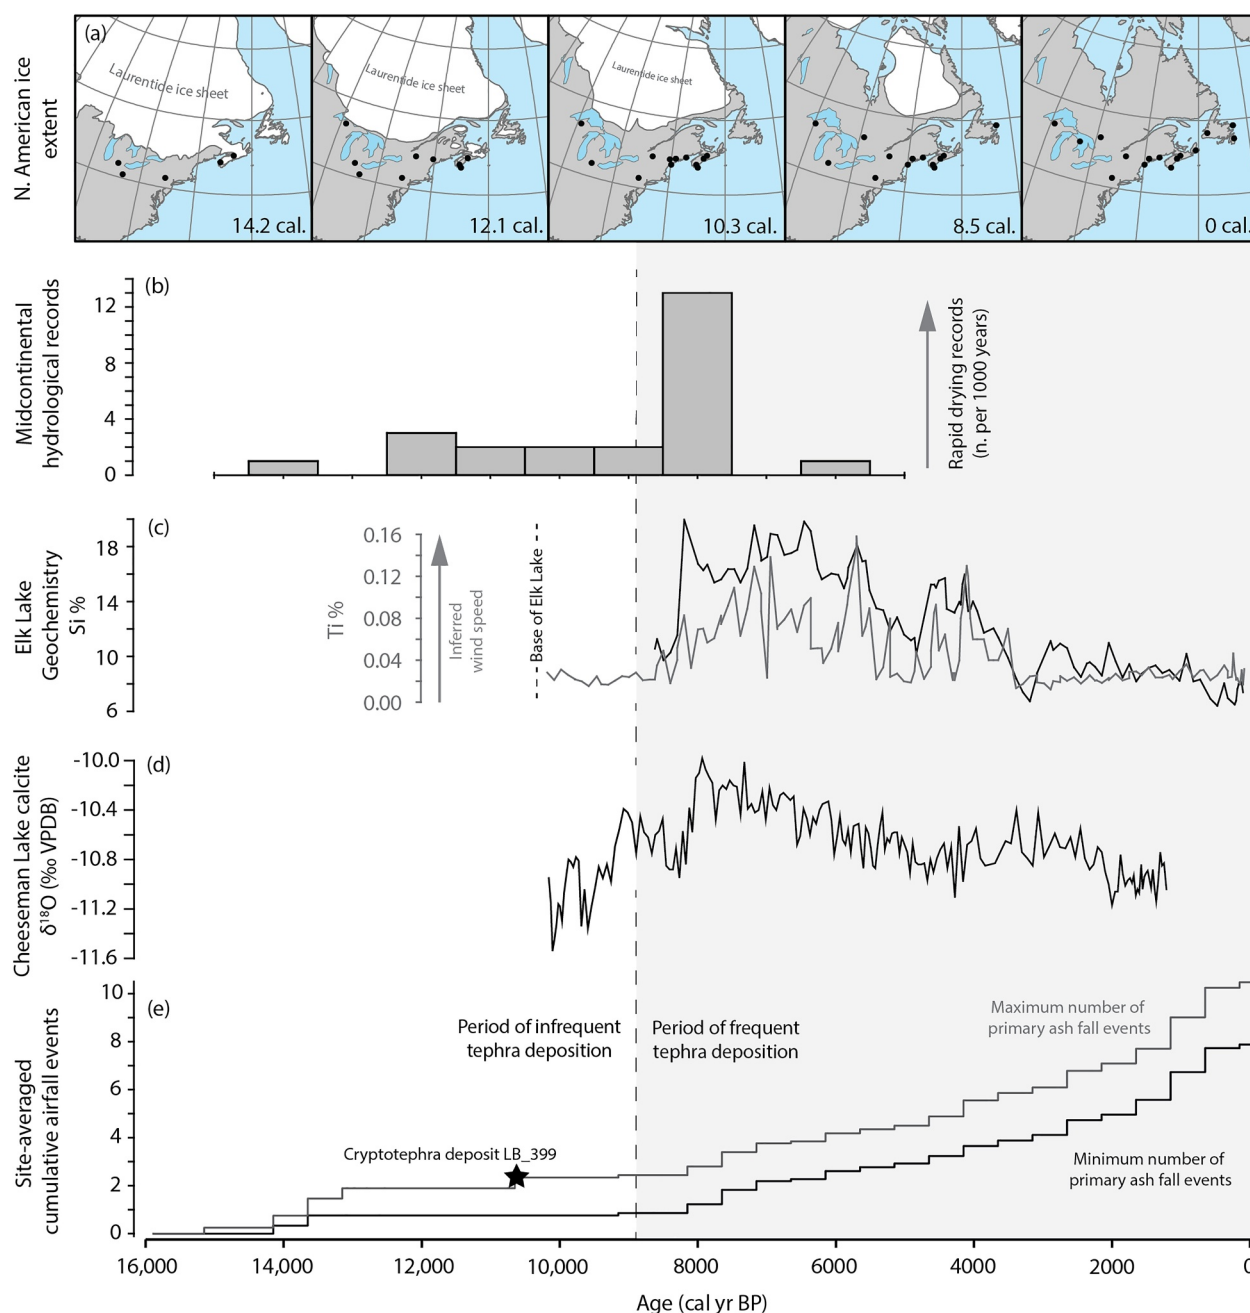 (a)
N. American ice
extent
Laurentide ice sheet
14.2 cal.
Laurentide ice sheet
12.1 cal.
Laurentide ice sheet
10.3 cal.
8.5 cal.
0 cal.
(b)
Midcontinental
hydrological records
12
8
4
0
Rapid drying records
(n. per 1000 years)
(c)
Elk Lake
Geochemistry
Si %
18
14
10
6
Ti %
0.16
0.12
0.08
0.04
0.00
Inferred
wind speed
Base of Elk Lake
(d)
Cheeseman Lake calcite
δ¹⁸O (‰ VPDB)
-10.0
-10.4
-10.8
-11.2
-11.6
(e)
Site-averaged
cumulative airfall events
10
8
6
4
2
0
Period of infrequent
tephra deposition
Period of frequent
tephra deposition
Maximum number of
primary ash fall events
Cryptotephra deposit LB_399
Minimum number of
primary ash fall events
16,000
14,000
12,000
10,000
8000
6000
4000
2000
0
Age (cal yr BP)